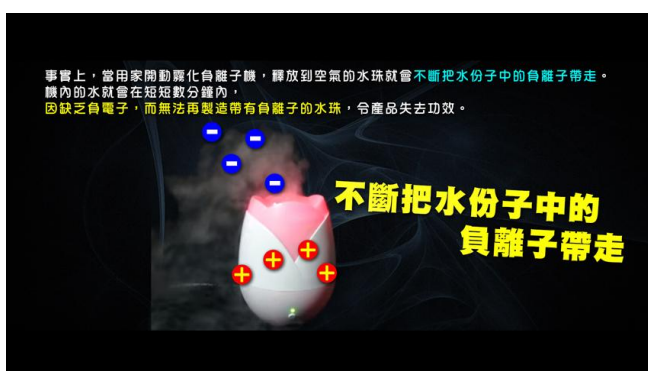 事實上，當用家開動霧化負離子機，釋放到空氣的水珠就會不斷把水份子中的負離子帶走。
機內的水就會在短短數分鐘內，
因缺乏負電子，而無法再製造帶有負離子的水珠，令產品失去功效。
不斷把水份子中的
負離子帶走